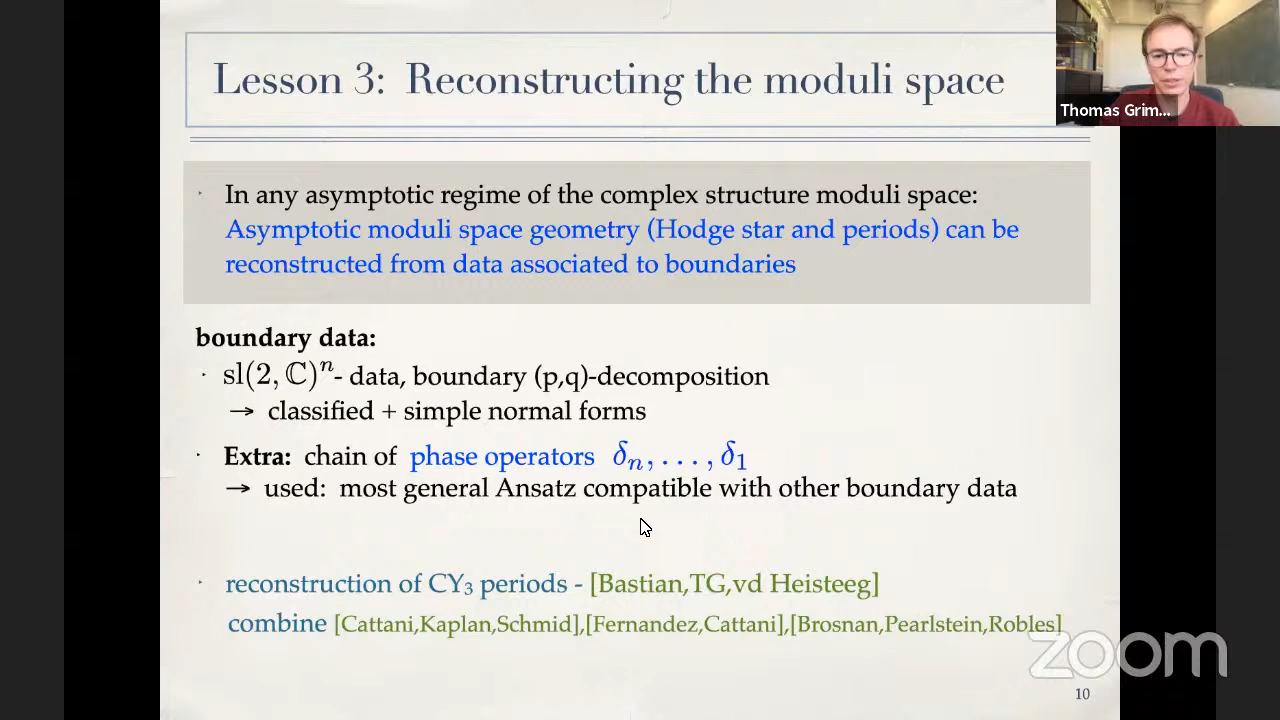 Lesson 3: Reconstructing the moduli space
Thomas Grim...
· In any asymptotic regime of the complex structure moduli space:
Asymptotic moduli space geometry (Hodge star and periods) can be
reconstructed from data associated to boundaries
boundary data:
· sl(2, ℂ)ⁿ- data, boundary (p,q)-decomposition
→ classified + simple normal forms
· Extra: chain of phase operators δₙ, . . . , δ₁
→ used: most general Ansatz compatible with other boundary data
· reconstruction of CY₃ periods - [Bastian,TG,vd Heisteeg]
combine [Cattani,Kaplan,Schmid],[Fernandez,Cattani],[Brosnan,Pearlstein,Robles]
zoom
10